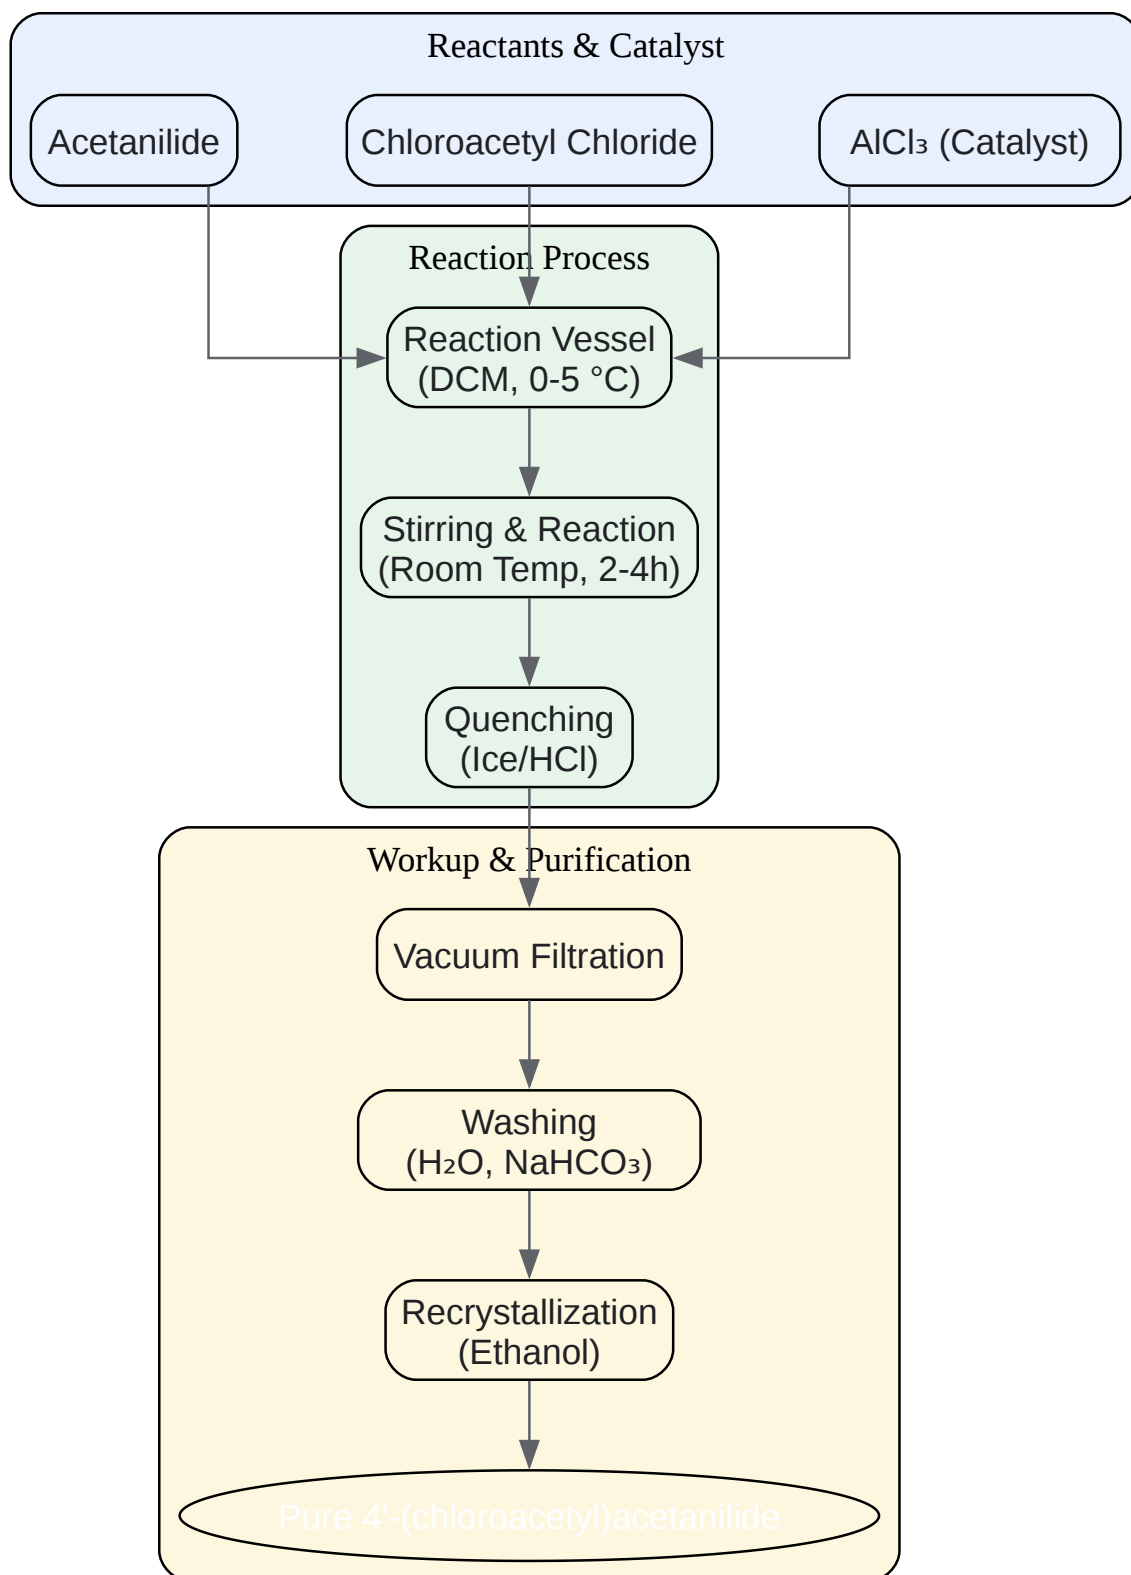 Reactants & Catalyst
Acetanilide
Chloroacetyl Chloride
AlCl₃ (Catalyst)
Reaction Process
Reaction Vessel
(DCM, 0-5 °C)
Stirring & Reaction
(Room Temp, 2-4h)
Quenching
(Ice/HCl)
Workup & Purification
Vacuum Filtration
Washing
(H₂O, NaHCO₃)
Recrystallization
(Ethanol)
Pure 4'-(chloroacetyl)acetanilide